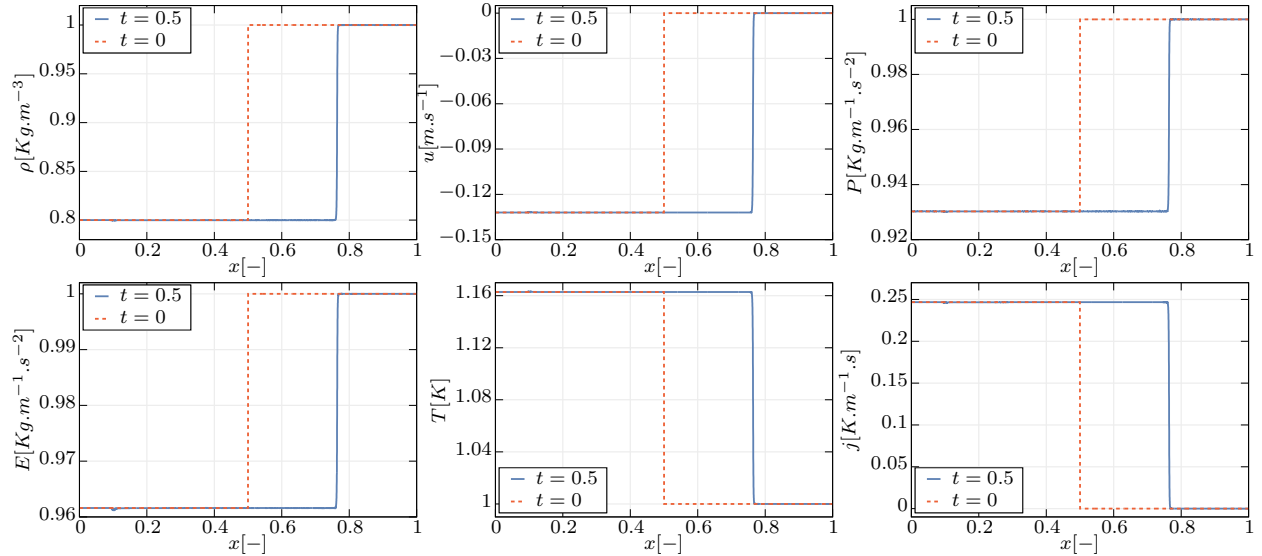 ρ[Kg.m⁻³]
1
0.95
0.9
0.85
0.8
t = 0.5
t = 0
0 0.2 0.4 0.6 0.8 1
x[−]
u[m.s⁻¹]
0
−0.03
−0.06
−0.09
−0.12
−0.15
t = 0.5
t = 0
0 0.2 0.4 0.6 0.8 1
x[−]
P[Kg.m⁻¹.s⁻²]
1
0.98
0.96
0.94
0.92
t = 0.5
t = 0
0 0.2 0.4 0.6 0.8 1
x[−]
E[Kg.m⁻¹.s⁻²]
1
0.99
0.98
0.97
0.96
t = 0.5
t = 0
0 0.2 0.4 0.6 0.8 1
x[−]
T[K]
1.16
1.12
1.08
1.04
1
t = 0.5
t = 0
0 0.2 0.4 0.6 0.8 1
x[−]
j[K.m⁻¹.s]
0.25
0.2
0.15
0.1
0.05
0
t = 0.5
t = 0
0 0.2 0.4 0.6 0.8 1
x[−]